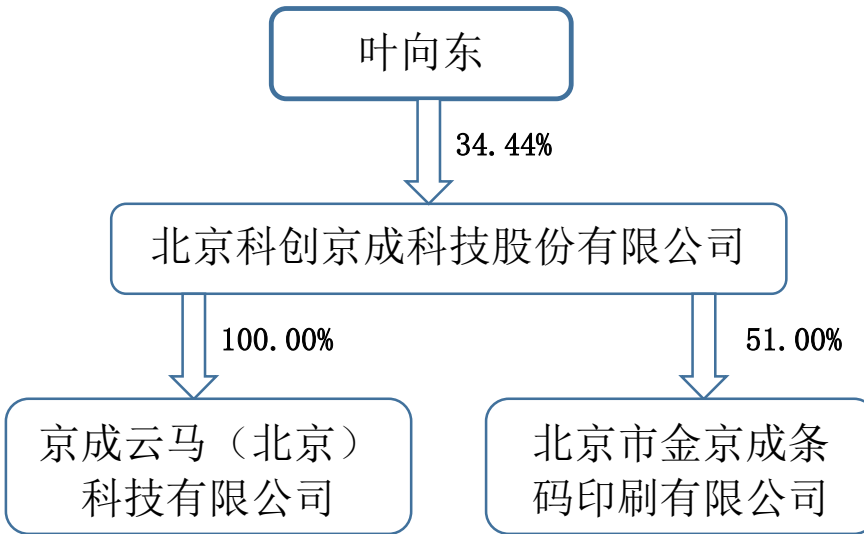 叶向东
34.44%
北京科创京成科技股份有限公司
100.00%
51.00%
京成云马（北京）
科技有限公司
北京市金京成条
码印刷有限公司